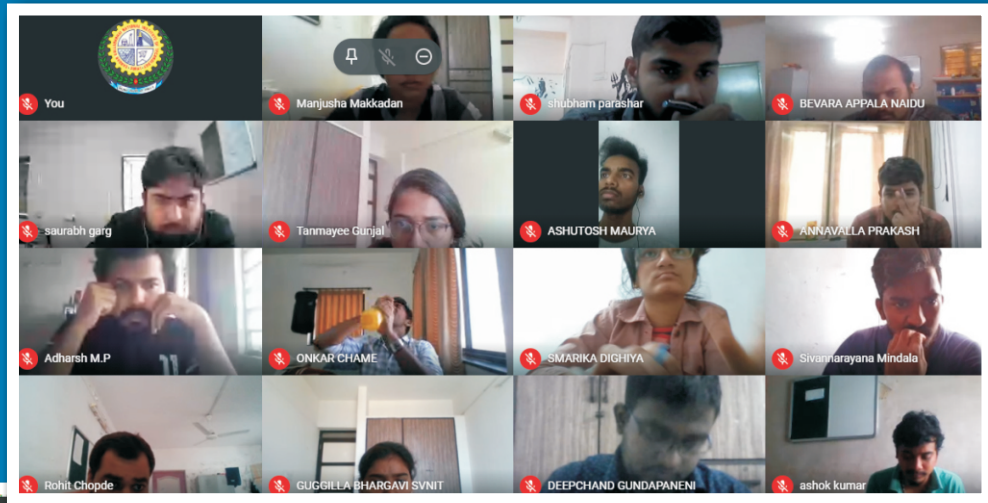 You
Manjusha Makkadan
shubham parashar
BEVARA APPALA NAIDU
saurabh garg
Tanmayee Gunjal
ASHUTOSH MAURYA
ANNAVALLA PRAKASH
Adharsh M.P
ONKAR CHAME
SMARIKA DIGHIYA
Sivannarayana Mindala
Rohit Chopde
GUGGILLA BHARGAVI SVNIT
DEEPCHAND GUNDAPANENI
ashok kumar